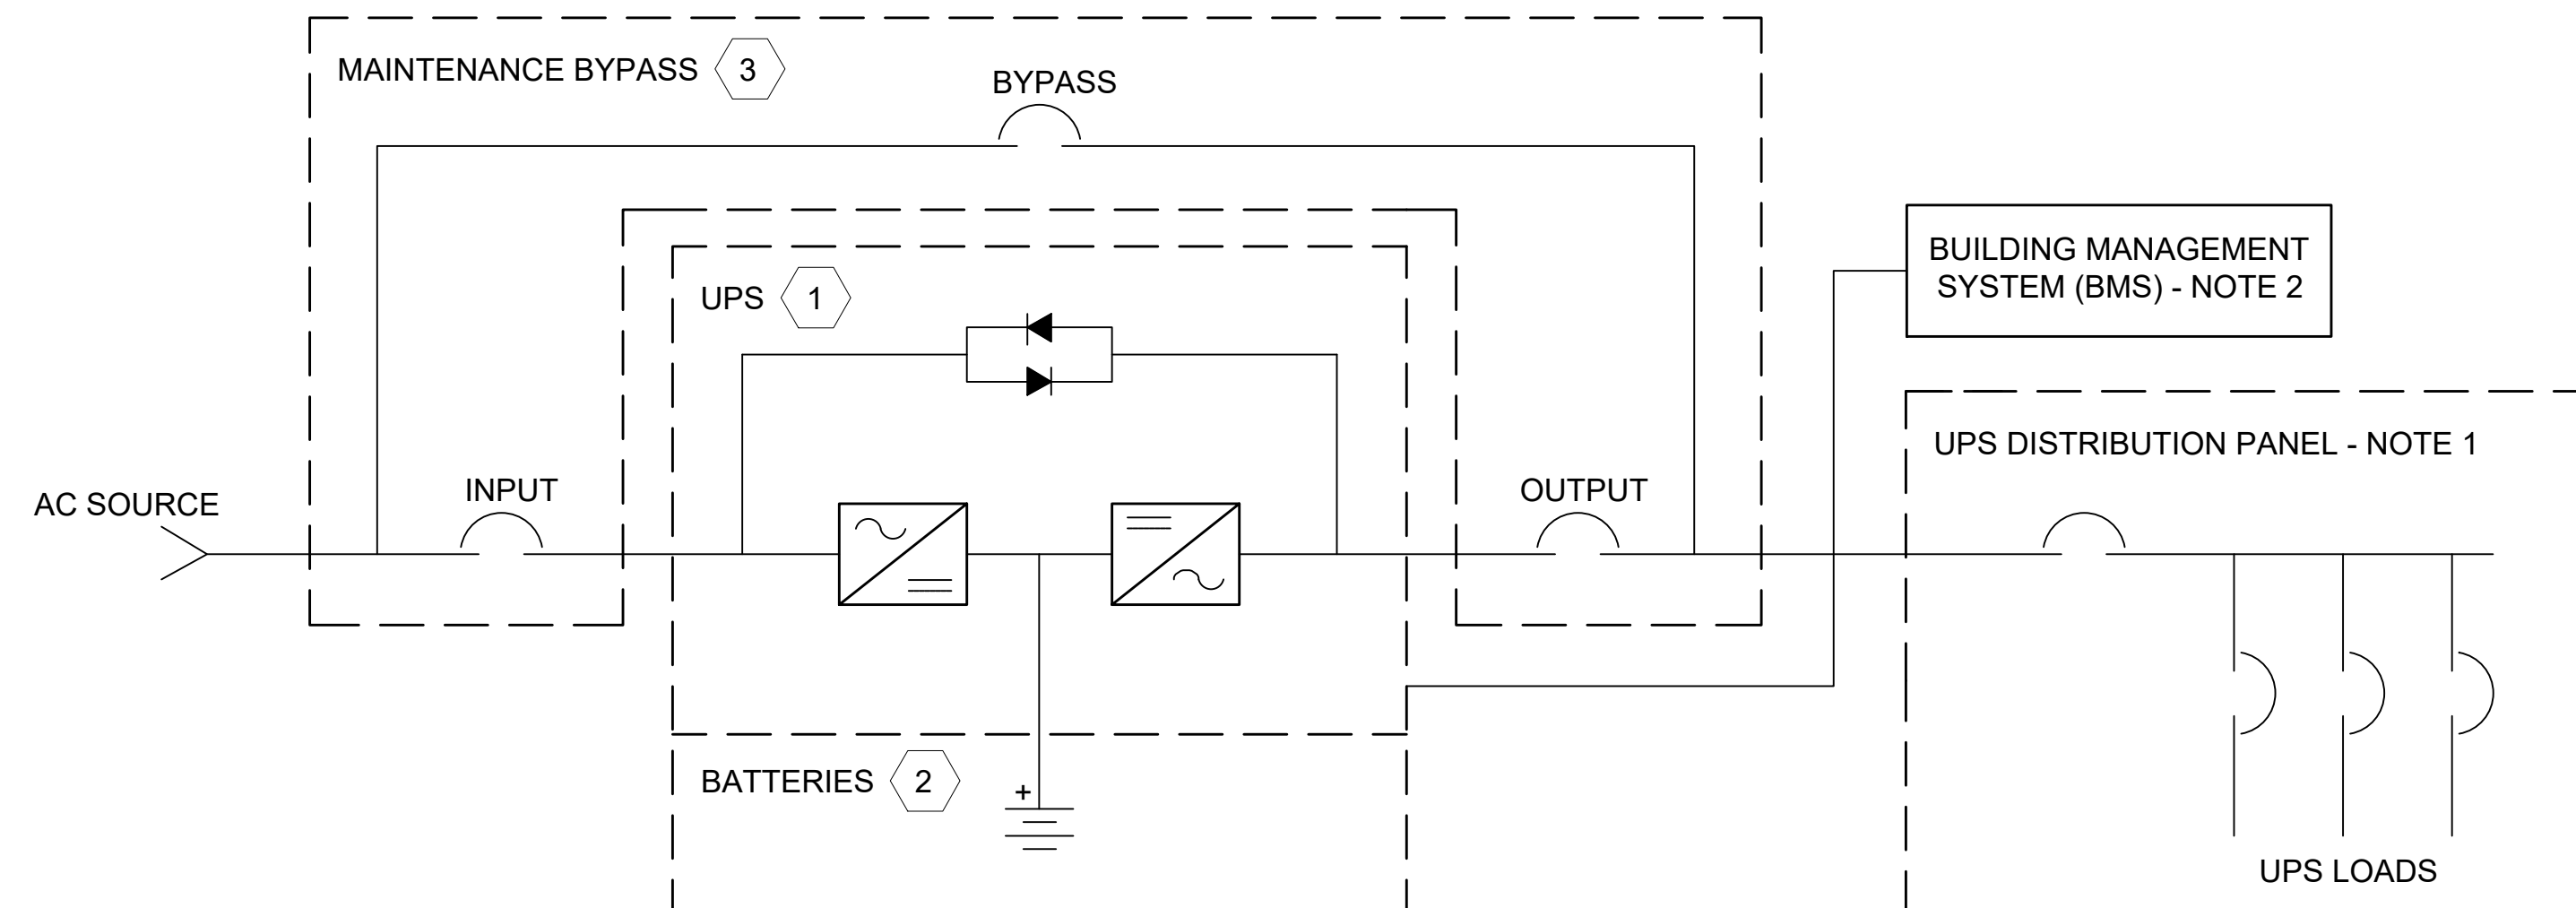 MAINTENANCE BYPASS 3
BYPASS
BUILDING MANAGEMENT
SYSTEM (BMS) - NOTE 2
UPS 1
UPS DISTRIBUTION PANEL - NOTE 1
AC SOURCE
INPUT
OUTPUT
BATTERIES 2
+
UPS LOADS